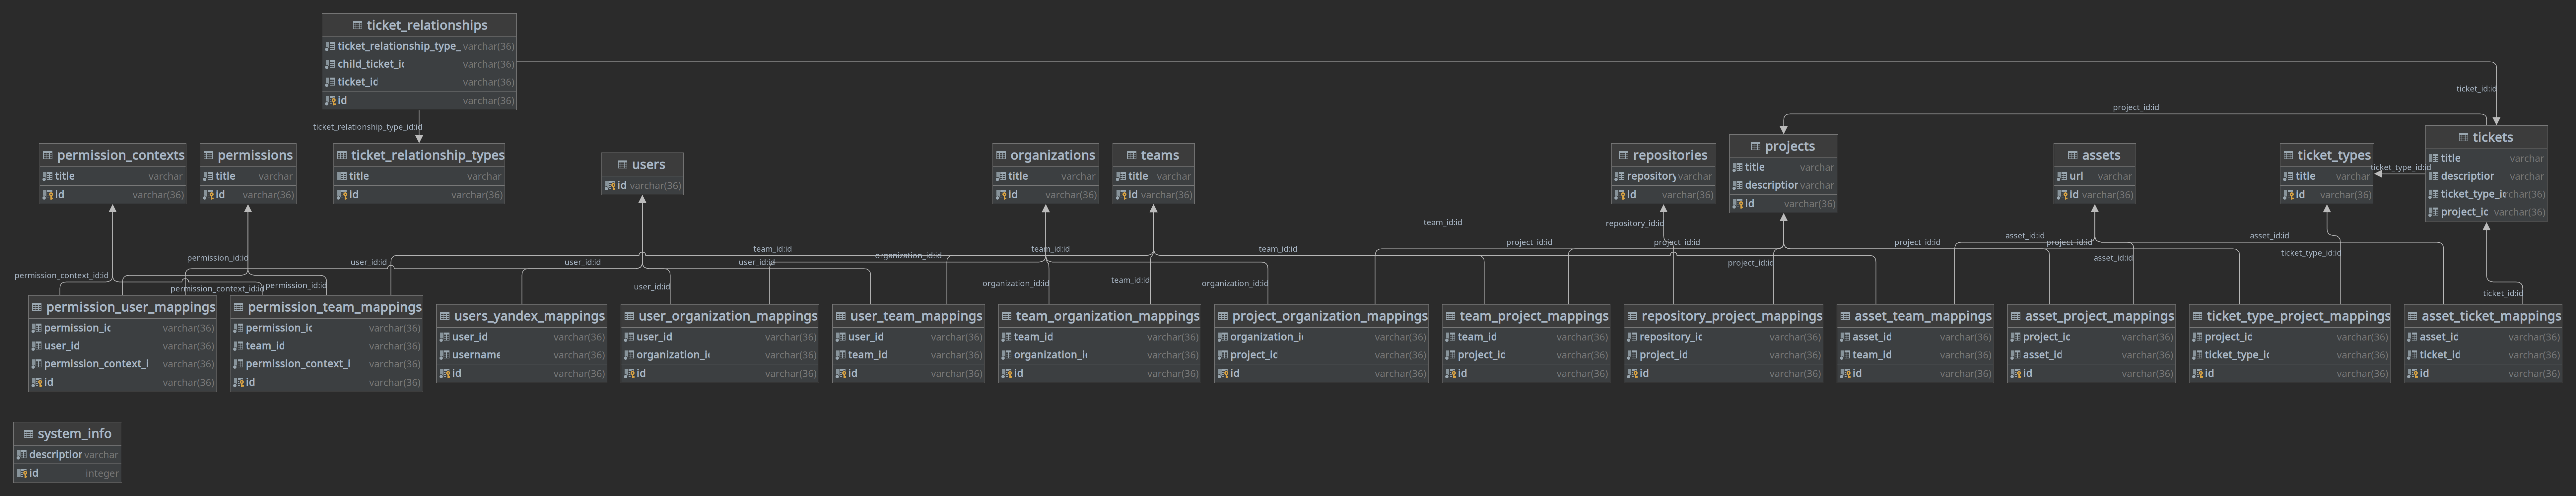 ticket_relationships
ticket_relationship_type_ varchar(36)
child_ticket_ic varchar(36)
ticket_ic varchar(36)
id varchar(36)
ticket_id:id
project_id:id
ticket_relationship_type_id:id
permission_contexts
title varchar
id varchar(36)
permissions
title varchar
id varchar(36)
ticket_relationship_types
title varchar
id varchar(36)
users
id varchar(36)
organizations
title varchar
id varchar(36)
teams
title varchar
id varchar(36)
repositories
title varchar
repository varchar
id varchar(36)
projects
title varchar
descriptior varchar
id varchar(36)
assets
url varchar
id varchar(36)
ticket_types
title varchar
id varchar(36)
ticket_type_id:id
tickets
title varchar
descriptior varchar
ticket_type_ic rchar(36)
project_ic varchar(36)
team_id:id
repository_id:id
asset_id:id
asset_id:id
project_id:id
project_id:id
project_id:id
project_id:id
team_id:id
team_id:id
team_id:id
organization_id:id
ticket_type_id:id
permission_id:id
asset_id:id
user_id:id
user_id:id
user_id:id
project_id:id
permission_context_id:id
team_id:id
organization_id:id
organization_id:id
permission_id:id
user_id:id
permission_context_id:id
ticket_id:id
permission_user_mappings
permission_ic varchar(36)
user_id varchar(36)
permission_context_i varchar(36)
id varchar(36)
permission_team_mappings
permission_ic varchar(36)
team_id varchar(36)
permission_context_i varchar(36)
id varchar(36)
users_yandex_mappings
user_id varchar(36)
username varchar(36)
id varchar(36)
user_organization_mappings
user_id varchar(36)
organization_ic varchar(36)
id varchar(36)
user_team_mappings
user_id varchar(36)
team_id varchar(36)
id varchar(36)
team_organization_mappings
team_id varchar(36)
organization_ic varchar(36)
id varchar(36)
project_organization_mappings
organization_ic varchar(36)
project_ic varchar(36)
id varchar(36)
team_project_mappings
team_id varchar(36)
project_ic varchar(36)
id varchar(36)
repository_project_mappings
repository_ic varchar(36)
project_ic varchar(36)
id varchar(36)
asset_team_mappings
asset_id varchar(36)
team_id varchar(36)
id varchar(36)
asset_project_mappings
project_ic varchar(36)
asset_id varchar(36)
id varchar(36)
ticket_type_project_mappings
project_ic varchar(36)
ticket_type_ic varchar(36)
id varchar(36)
asset_ticket_mappings
asset_id varchar(36)
ticket_id varchar(36)
id varchar(36)
system_info
descriptior varchar
id integer